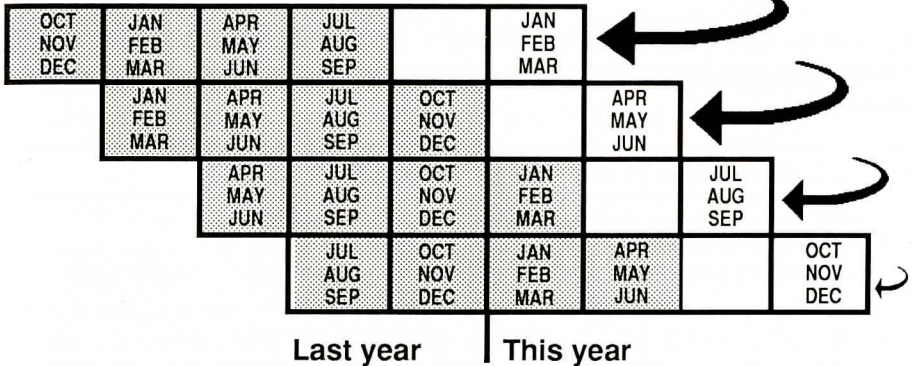 OCT JAN APR JUL JAN
NOV FEB MAY AUG FEB
DEC MAR JUN SEP MAR
JAN APR JUL OCT APR
FEB MAY AUG NOV MAY
MAR JUN SEP DEC JUN
APR JUL OCT JAN JUL
MAY AUG NOV FEB AUG
JUN SEP DEC MAR SEP
JUL OCT JAN APR OCT
AUG NOV FEB MAY NOV
SEP DEC MAR JUN DEC
Last year This year